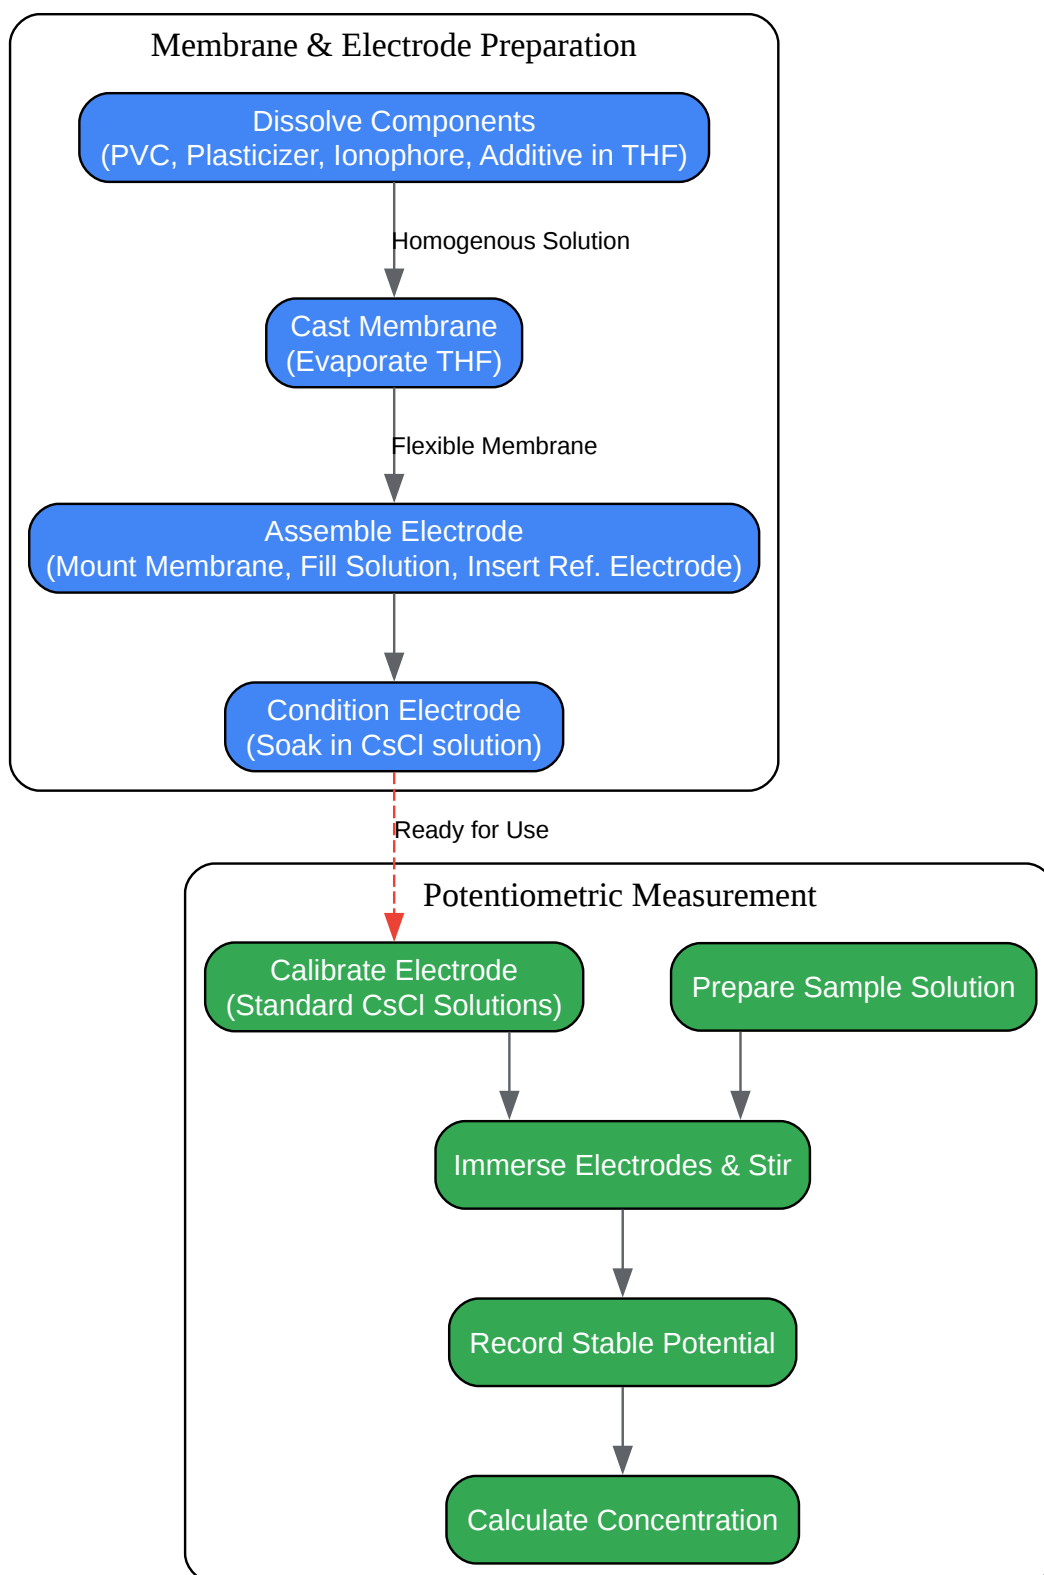 Membrane & Electrode Preparation
Dissolve Components
(PVC, Plasticizer, Ionophore, Additive in THF)
Homogenous Solution
Cast Membrane
(Evaporate THF)
Flexible Membrane
Assemble Electrode
(Mount Membrane, Fill Solution, Insert Ref. Electrode)
Condition Electrode
(Soak in CsCl solution)
Ready for Use
Potentiometric Measurement
Calibrate Electrode
(Standard CsCl Solutions)
Prepare Sample Solution
Immerse Electrodes & Stir
Record Stable Potential
Calculate Concentration